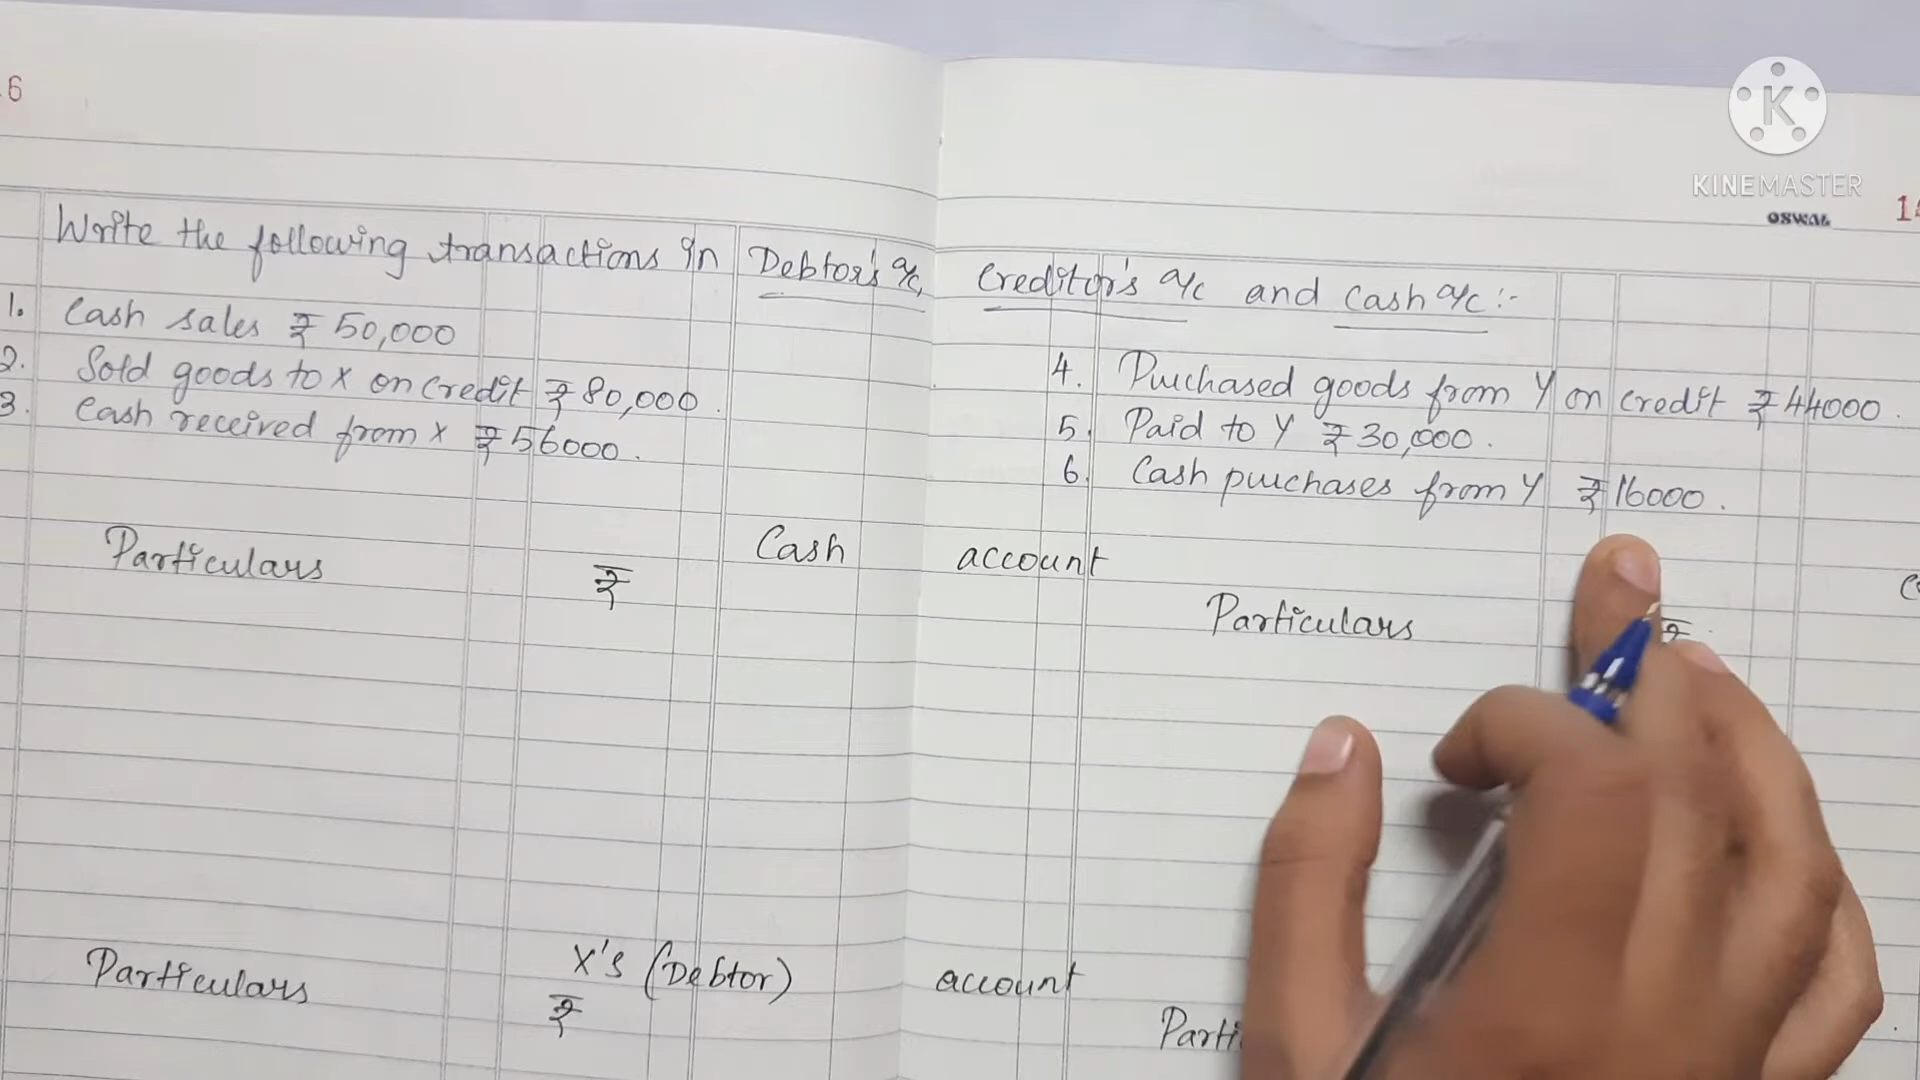 6
KINEMASTER
OSWAL
Write the following transactions in Debtor's a/c, Creditor's a/c and Cash a/c :-
1. Cash sales ₹ 50,000
2. Sold goods to X on credit ₹ 80,000.
3. Cash received from X ₹ 56000.
4. Purchased goods from Y on credit ₹ 44000.
5. Paid to Y ₹ 30,000.
6. Cash purchases from Y ₹ 16000.
Cash account
Particulars ₹ Particulars ₹
X's (Debtor) account
Particulars ₹